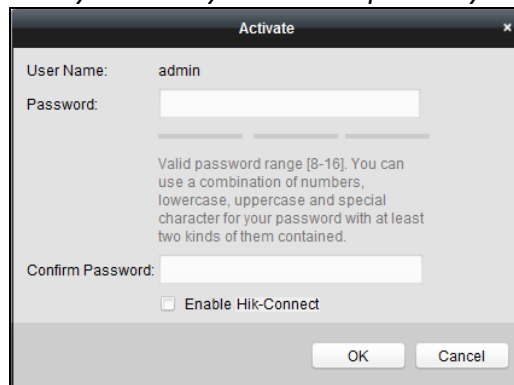 Activate ×
User Name: admin
Password:
Valid password range [8-16]. You can
use a combination of numbers,
lowercase, uppercase and special
character for your password with at least
two kinds of them contained.
Confirm Password:
Enable Hik-Connect
OK Cancel